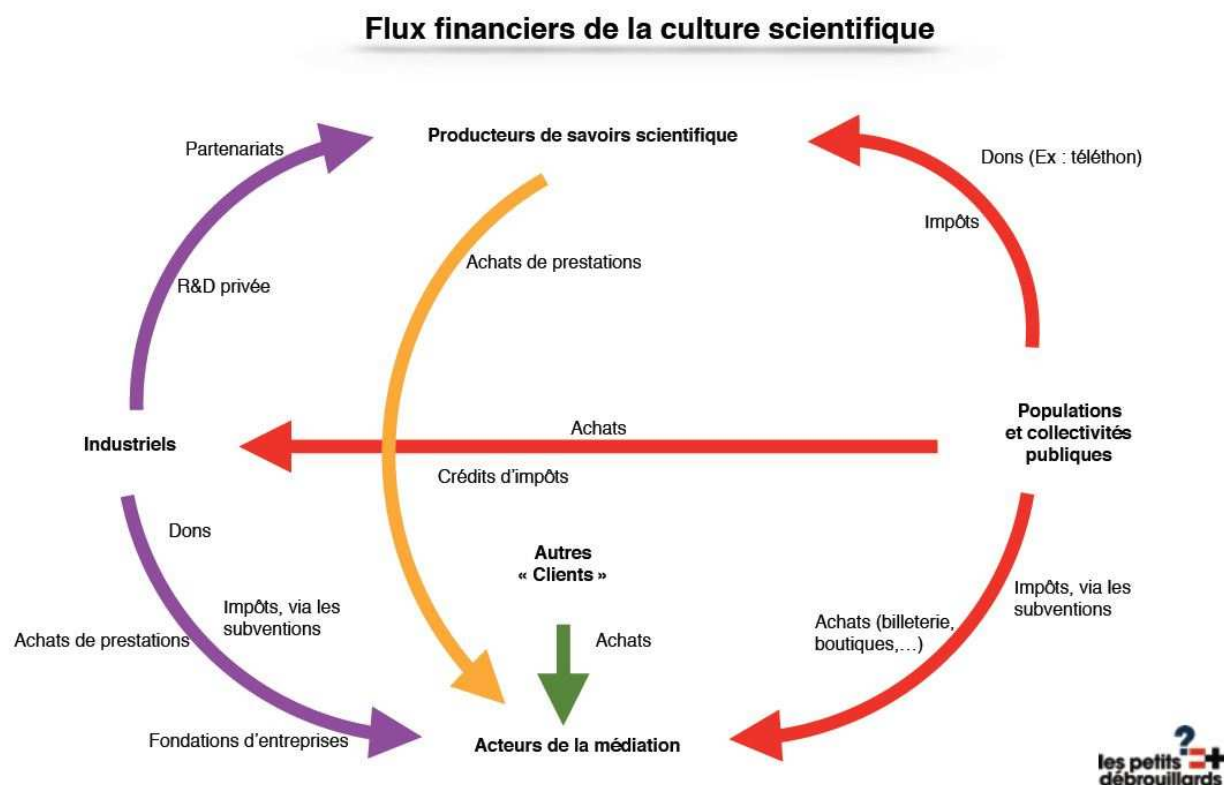 Flux financiers de la culture scientifique
Producteurs de savoirs scientifique
Partenariats
Dons (Ex : téléthon)
Impôts
Achats de prestations
R&D privée
Industriels
Achats
Populations
et collectivités
publiques
Crédits d'impôts
Dons
Autres
« Clients »
Impôts, via les
subventions
Impôts, via les
subventions
Achats de prestations
Achats (billeterie,
boutiques,...)
Achats
Fondations d'entreprises
Acteurs de la médiation
les petits
débrouillards